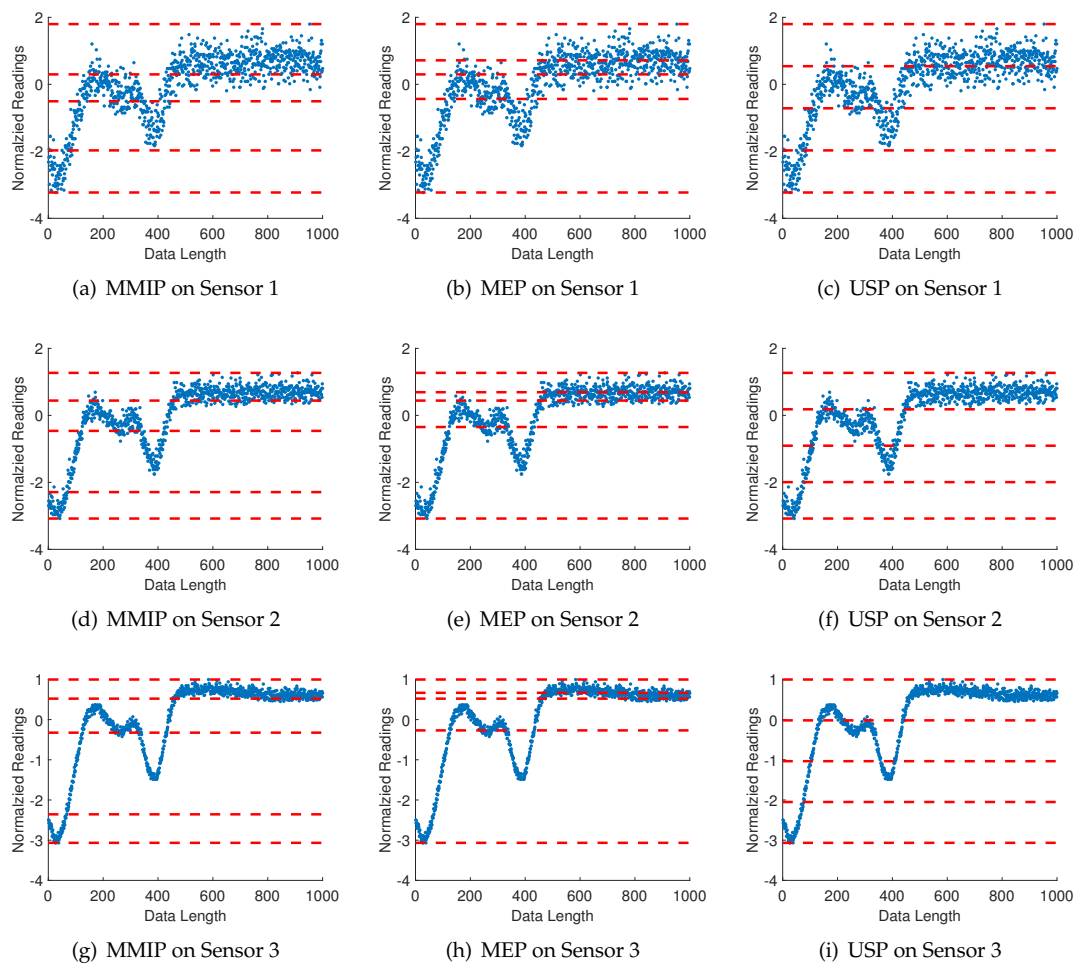 2
0
-2
-4
Normalzied Readings
0 200 400 600 800 1000
Data Length
(a) MMIP on Sensor 1
2
0
-2
-4
Normalzied Readings
0 200 400 600 800 1000
Data Length
(b) MEP on Sensor 1
2
0
-2
-4
Normalzied Readings
0 200 400 600 800 1000
Data Length
(c) USP on Sensor 1
2
0
-2
-4
Normalzied Readings
0 200 400 600 800 1000
Data Length
(d) MMIP on Sensor 2
2
0
-2
-4
Normalzied Readings
0 200 400 600 800 1000
Data Length
(e) MEP on Sensor 2
2
0
-2
-4
Normalzied Readings
0 200 400 600 800 1000
Data Length
(f) USP on Sensor 2
1
0
-1
-2
-3
-4
Normalzied Readings
0 200 400 600 800 1000
Data Length
(g) MMIP on Sensor 3
1
0
-1
-2
-3
-4
Normalzied Readings
0 200 400 600 800 1000
Data Length
(h) MEP on Sensor 3
1
0
-1
-2
-3
-4
Normalzied Readings
0 200 400 600 800 1000
Data Length
(i) USP on Sensor 3